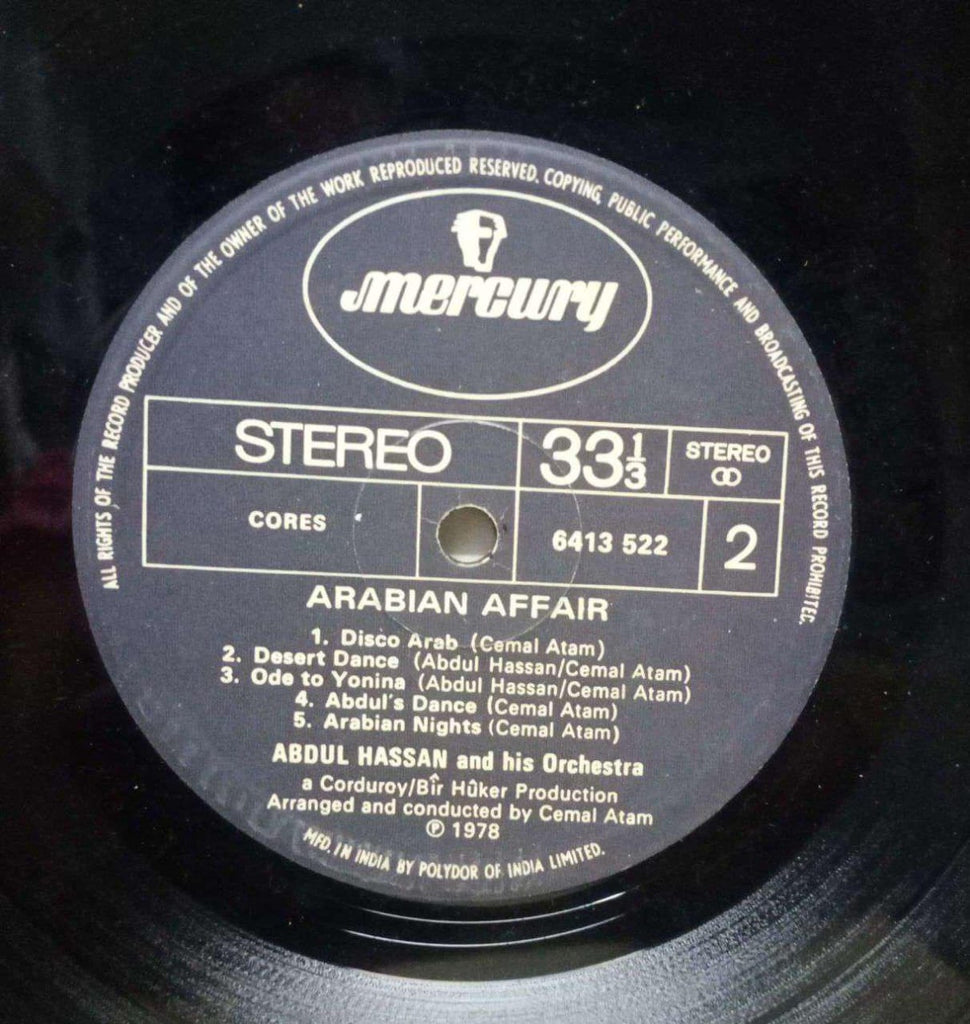 ALL RIGHTS OF THE RECORD PRODUCER AND OF THE OWNER OF THE WORK REPRODUCED RESERVED. COPYING, PUBLIC PERFORMANCE AND BROADCASTING OF THIS RECORD PROHIBITED.
mercury
STEREO
33⅓
STEREO
CORES
6413 522
2
ARABIAN AFFAIR
1. Disco Arab (Cemal Atam)
2. Desert Dance (Abdul Hassan/Cemal Atam)
3. Ode to Yonina (Abdul Hassan/Cemal Atam)
4. Abdul's Dance (Cemal Atam)
5. Arabian Nights (Cemal Atam)
ABDUL HASSAN and his Orchestra
a Corduroy/Bîr Hûker Production
Arranged and conducted by Cemal Atam
℗ 1978
MFD. IN INDIA BY POLYDOR OF INDIA LIMITED.